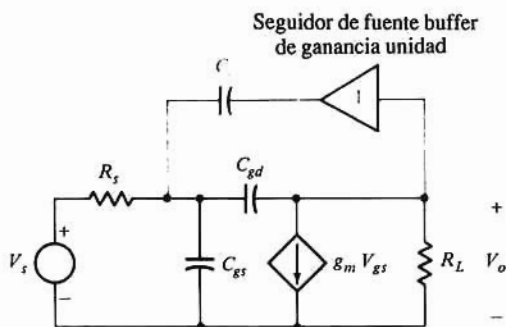 Seguidor de fuente buffer
de ganancia unidad
C
1
R_s
C_gd
+
V_s
−
C_gs
g_m V_gs
R_L
+
V_o
−